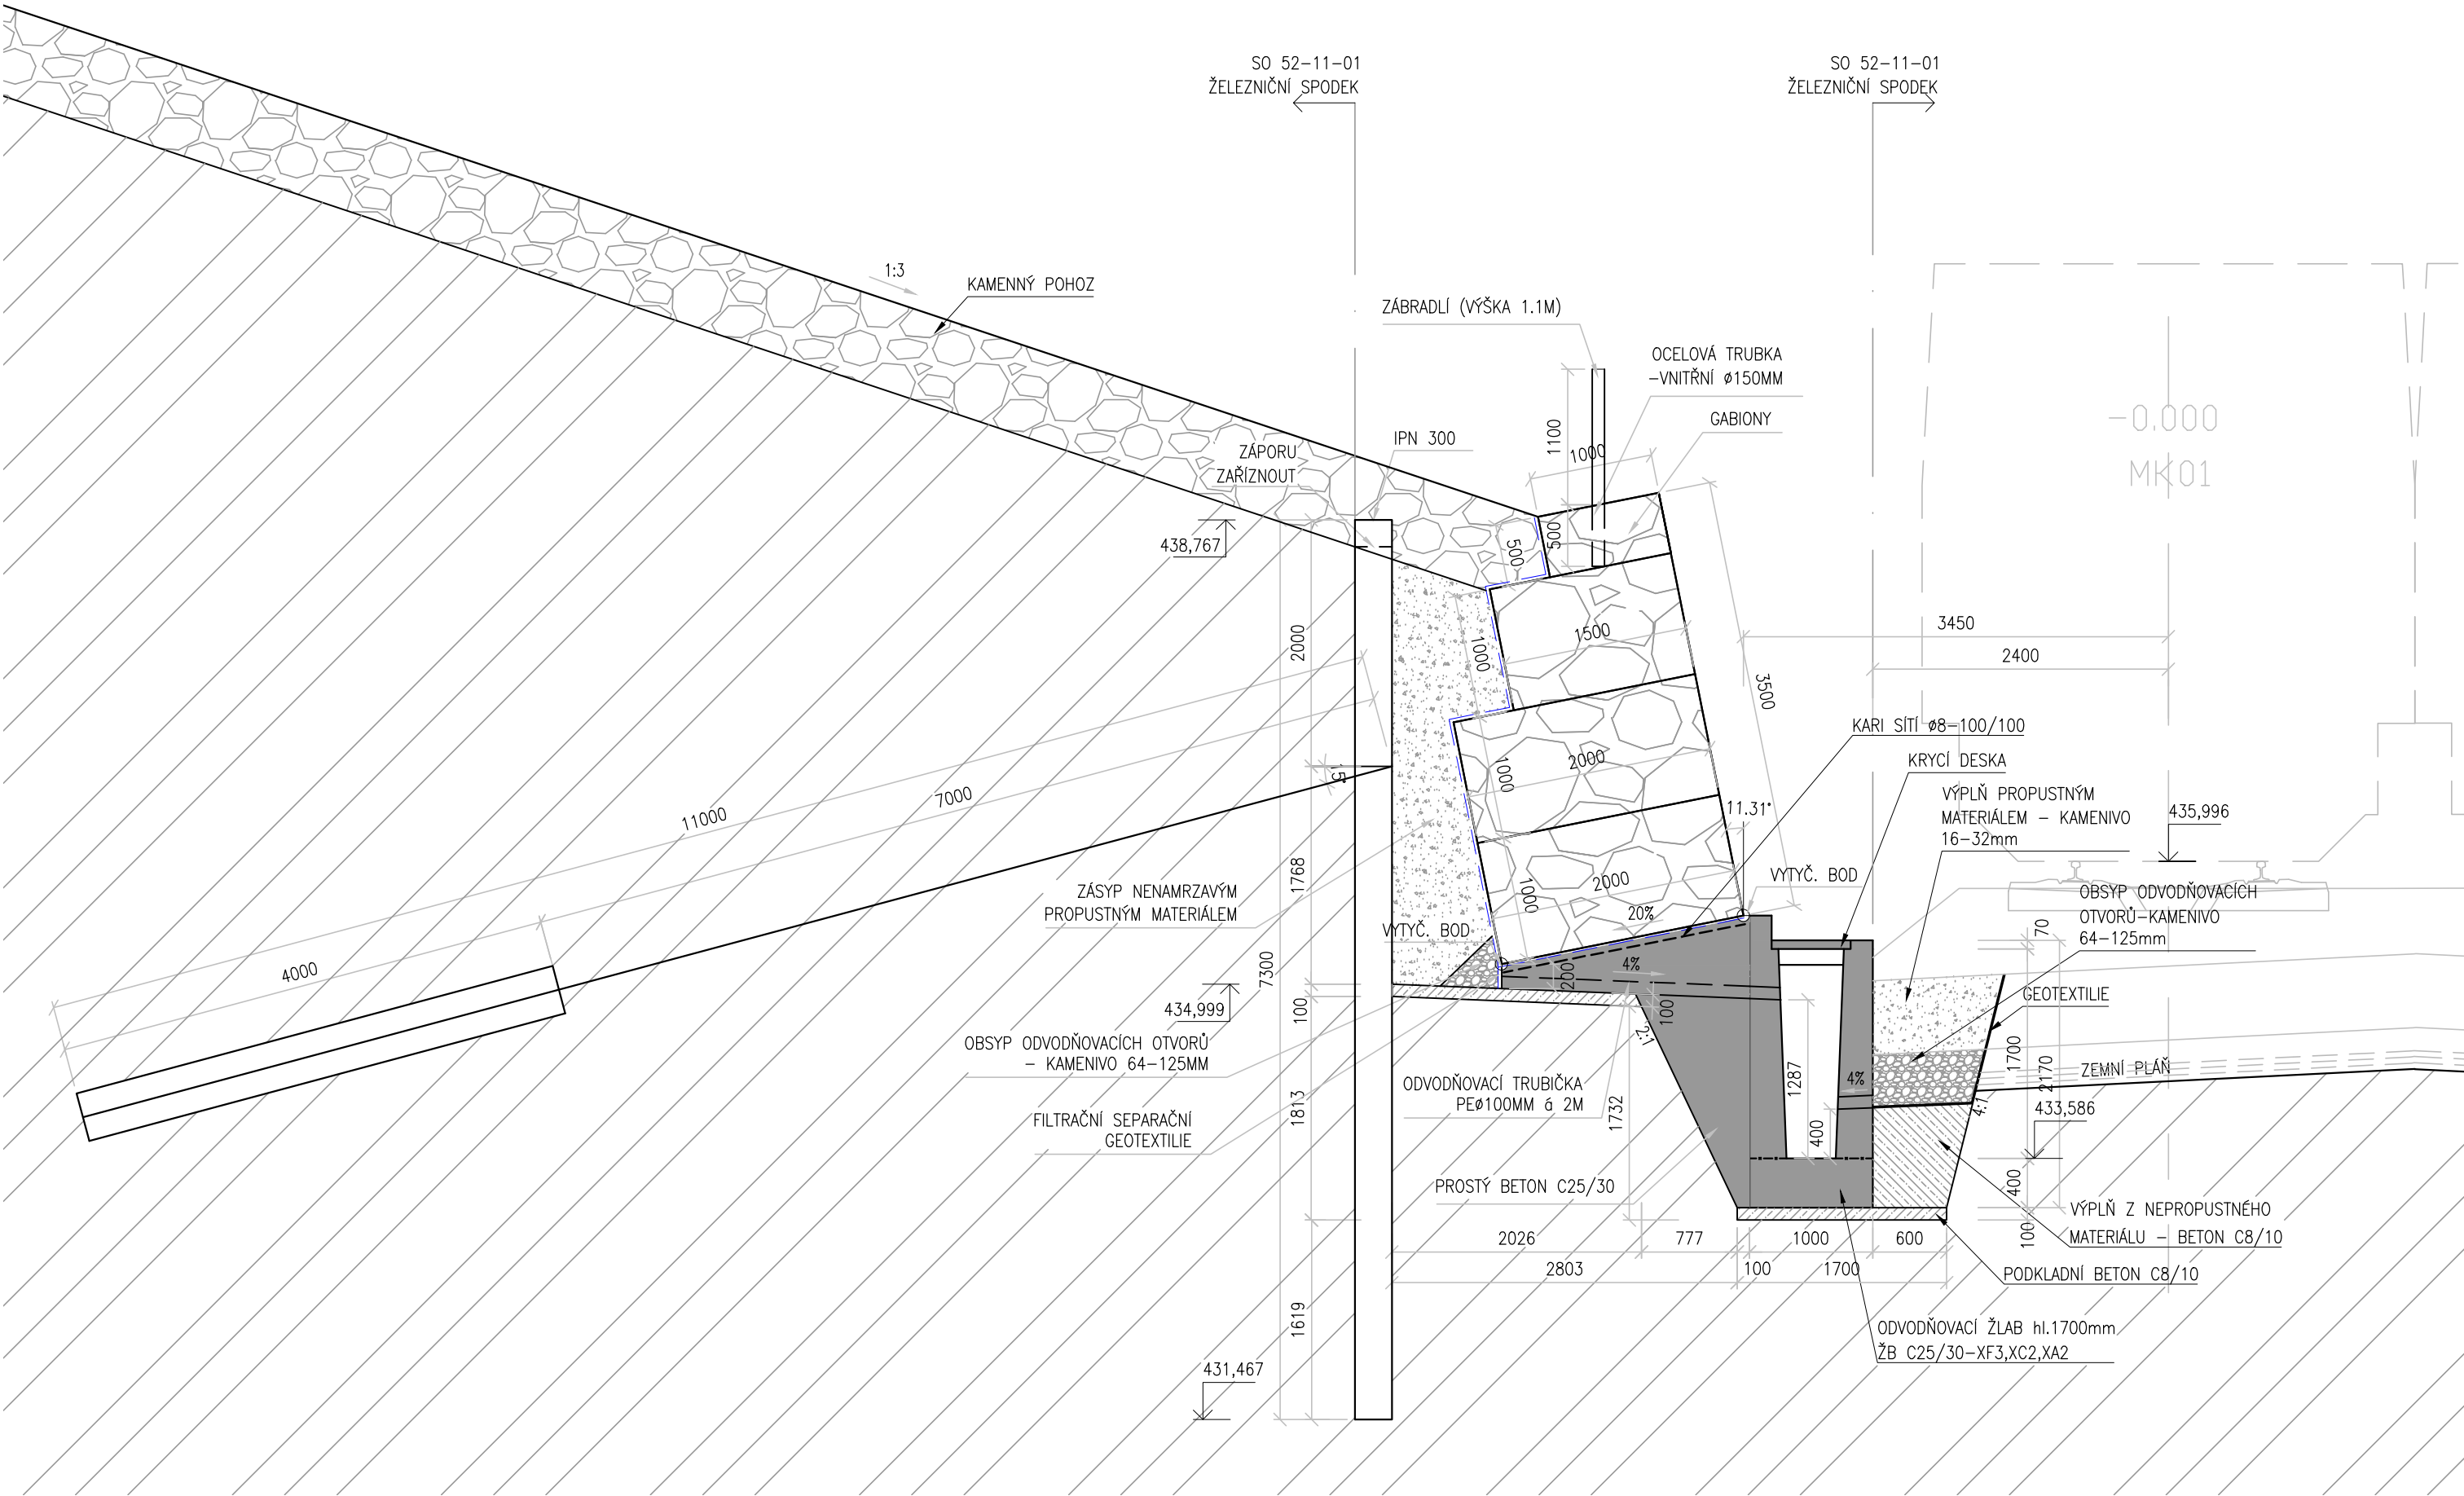 SO 52-11-01
ŽELEZNIČNÍ SPODEK
SO 52-11-01
ŽELEZNIČNÍ SPODEK
1:3
KAMENNÝ POHOZ
ZÁBRADLÍ (VÝŠKA 1.1M)
OCELOVÁ TRUBKA
-VNITŘNÍ ø150MM
GABIONY
IPN 300
ZÁPORU
ZAŘÍZNOUT
1100
1000
-0,000
MK01
438,767
500
500
2000
1000
1500
3450
2400
3500
KARI SÍTÍ ø8-100/100
KRYCÍ DESKA
1000
2000
11.31°
VÝPLŇ PROPUSTNÝM
MATERIÁLEM - KAMENIVO
16-32mm
435,996
11000
7000
4000
1768
ZÁSYP NENAMRZAVÝM
PROPUSTNÝM MATERIÁLEM
VYTYČ. BOD
1000
2000
20%
VYTYČ. BOD
OBSYP ODVODŇOVACÍCH
OTVORŮ-KAMENIVO
64-125mm
70
7300
434,999
100
200
4%
100
2:1
GEOTEXTILIE
OBSYP ODVODŇOVACÍCH OTVORŮ
- KAMENIVO 64-125MM
ODVODŇOVACÍ TRUBIČKA
PEø100MM á 2M
FILTRAČNÍ SEPARAČNÍ
GEOTEXTILIE
1813
1732
1287
400
4%
4:1
1700
2170
ZEMNÍ PLÁŇ
433,586
400
100
PROSTÝ BETON C25/30
VÝPLŇ Z NEPROPUSTNÉHO
MATERIÁLU - BETON C8/10
2026
777
1000
600
2803
100
1700
PODKLADNÍ BETON C8/10
1619
431,467
ODVODŇOVACÍ ŽLAB hl.1700mm
ŽB C25/30-XF3,XC2,XA2